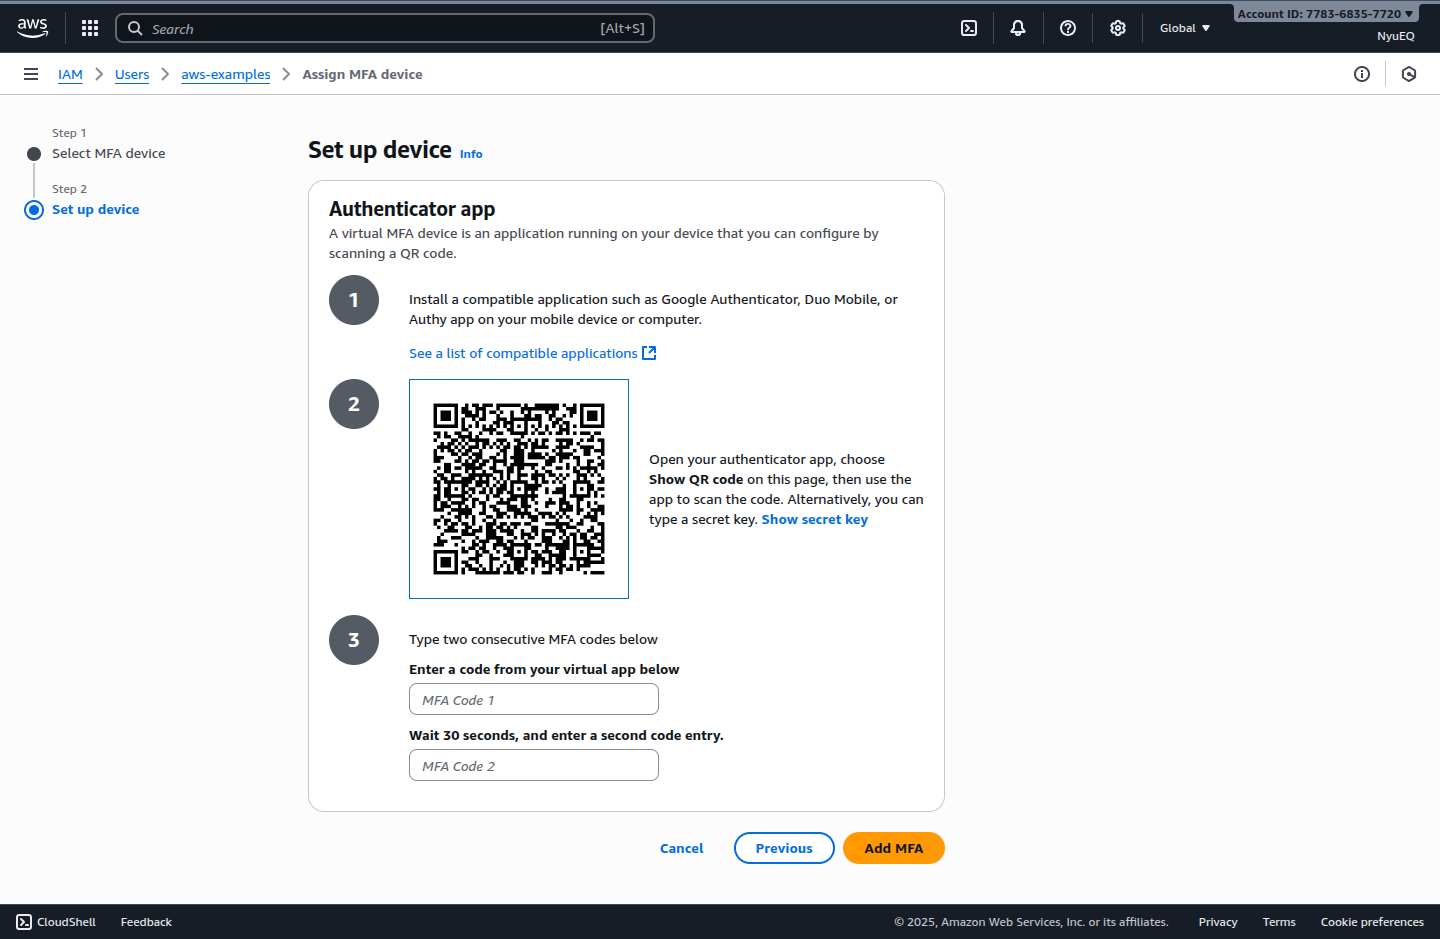 aws
Search
[Alt+S]
Global
Account ID: 7783-6835-7720
NyuEQ
IAM
Users
aws-examples
Assign MFA device
Step 1
Select MFA device
Step 2
Set up device
Set up device Info
Authenticator app
A virtual MFA device is an application running on your device that you can configure by
scanning a QR code.
1
Install a compatible application such as Google Authenticator, Duo Mobile, or
Authy app on your mobile device or computer.
See a list of compatible applications
2
Open your authenticator app, choose
Show QR code on this page, then use the
app to scan the code. Alternatively, you can
type a secret key. Show secret key
3
Type two consecutive MFA codes below
Enter a code from your virtual app below
MFA Code 1
Wait 30 seconds, and enter a second code entry.
MFA Code 2
Cancel
Previous
Add MFA
CloudShell
Feedback
© 2025, Amazon Web Services, Inc. or its affiliates.
Privacy
Terms
Cookie preferences